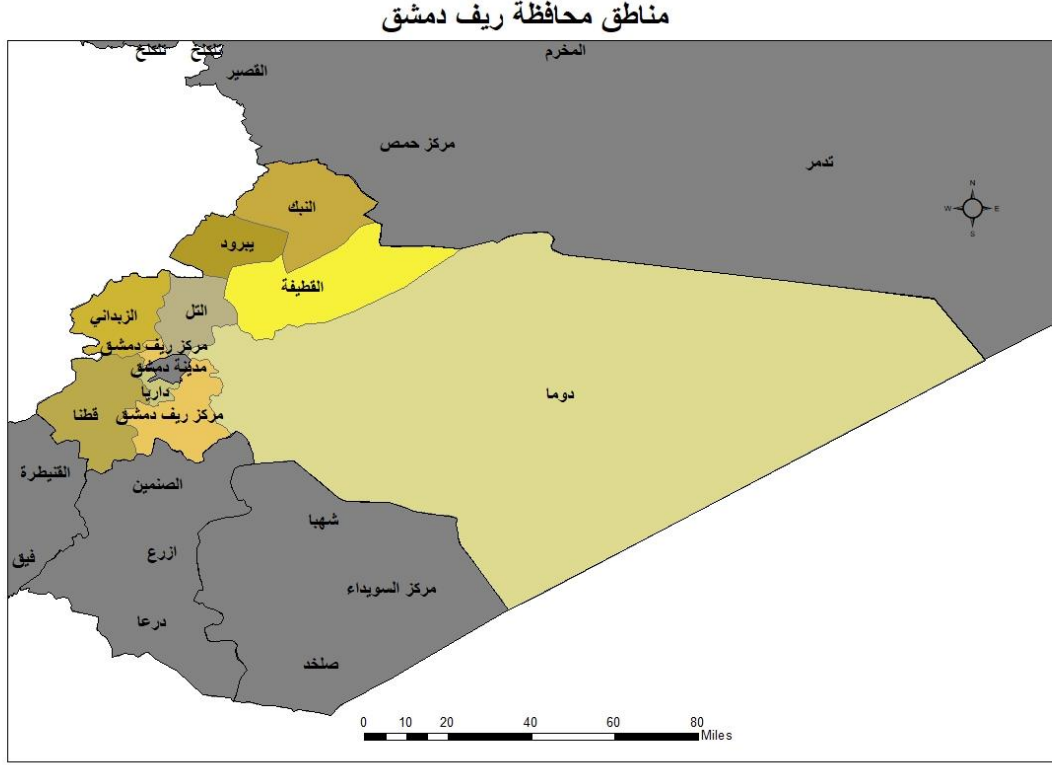 مناطق محافظة ريف دمشق
تلكلخ
تلكلخ
المخرم
القصير
مركز حمص
تدمر
النبك
N
W
E
S
يبرود
القطيفة
التل
الزبداني
مركز ريف دمشق
مدينة دمشق
داريا
دوما
قطنا
مركز ريف دمشق
القنيطرة
الصنمين
شهبا
ازرع
فيق
مركز السويداء
درعا
صلخد
0 10 20 40 60 80
Miles